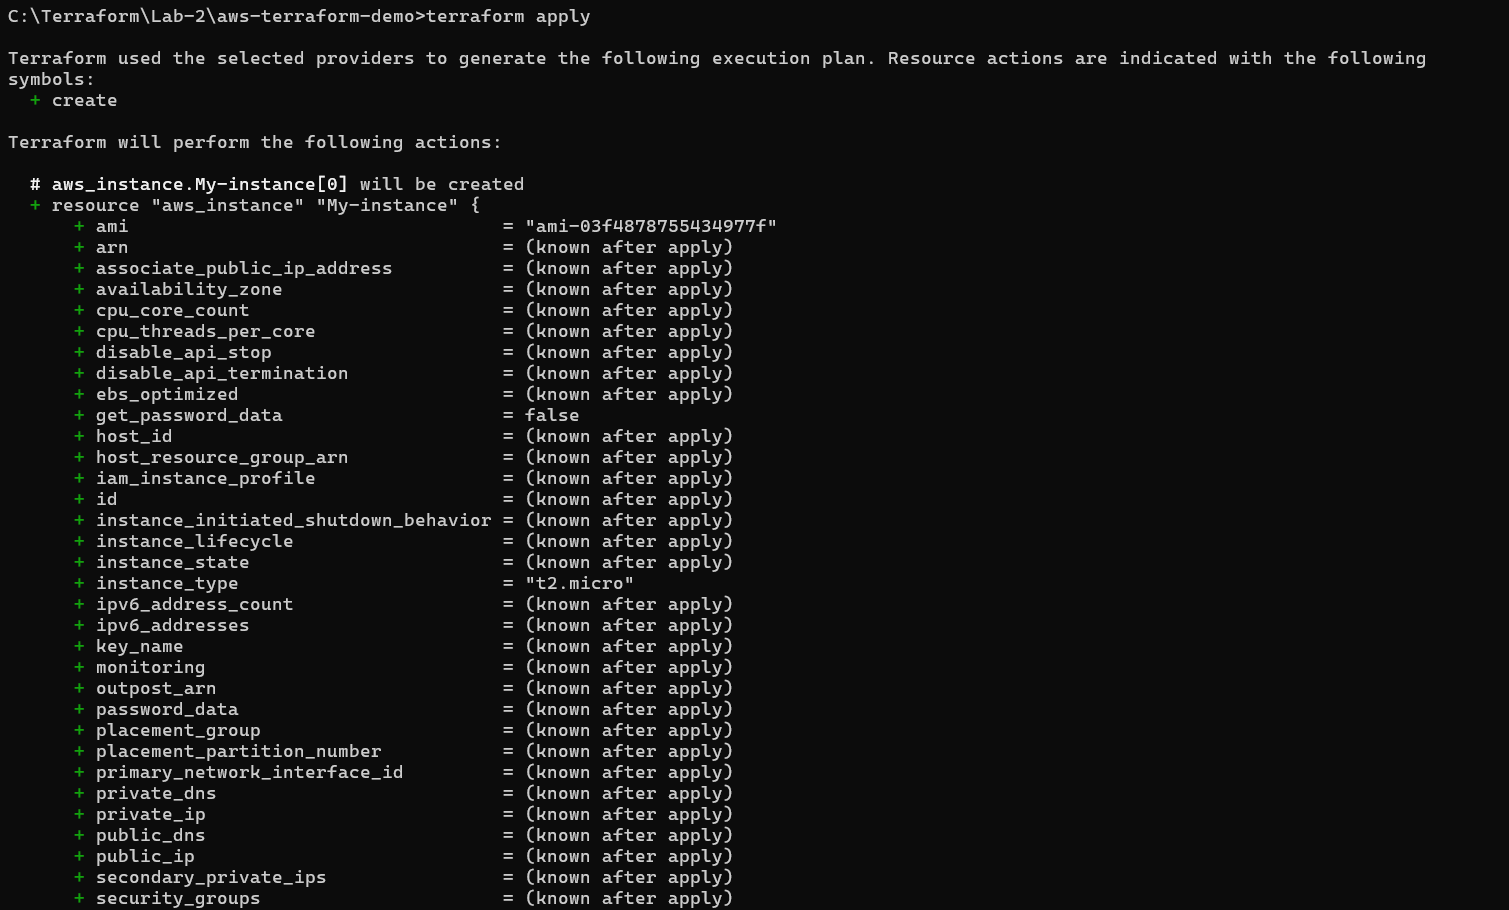 C:\Terraform\Lab-2\aws-terraform-demo>terraform apply
Terraform used the selected providers to generate the following execution plan. Resource actions are indicated with the following
symbols:
  + create
Terraform will perform the following actions:
  # aws_instance.My-instance[0] will be created
  + resource "aws_instance" "My-instance" {
      + ami                                  = "ami-03f4878755434977f"
      + arn                                  = (known after apply)
      + associate_public_ip_address          = (known after apply)
      + availability_zone                    = (known after apply)
      + cpu_core_count                       = (known after apply)
      + cpu_threads_per_core                 = (known after apply)
      + disable_api_stop                     = (known after apply)
      + disable_api_termination              = (known after apply)
      + ebs_optimized                        = (known after apply)
      + get_password_data                    = false
      + host_id                              = (known after apply)
      + host_resource_group_arn              = (known after apply)
      + iam_instance_profile                 = (known after apply)
      + id                                   = (known after apply)
      + instance_initiated_shutdown_behavior = (known after apply)
      + instance_lifecycle                   = (known after apply)
      + instance_state                       = (known after apply)
      + instance_type                        = "t2.micro"
      + ipv6_address_count                   = (known after apply)
      + ipv6_addresses                       = (known after apply)
      + key_name                             = (known after apply)
      + monitoring                           = (known after apply)
      + outpost_arn                          = (known after apply)
      + password_data                        = (known after apply)
      + placement_group                      = (known after apply)
      + placement_partition_number           = (known after apply)
      + primary_network_interface_id         = (known after apply)
      + private_dns                          = (known after apply)
      + private_ip                           = (known after apply)
      + public_dns                           = (known after apply)
      + public_ip                            = (known after apply)
      + secondary_private_ips                = (known after apply)
      + security_groups                      = (known after apply)